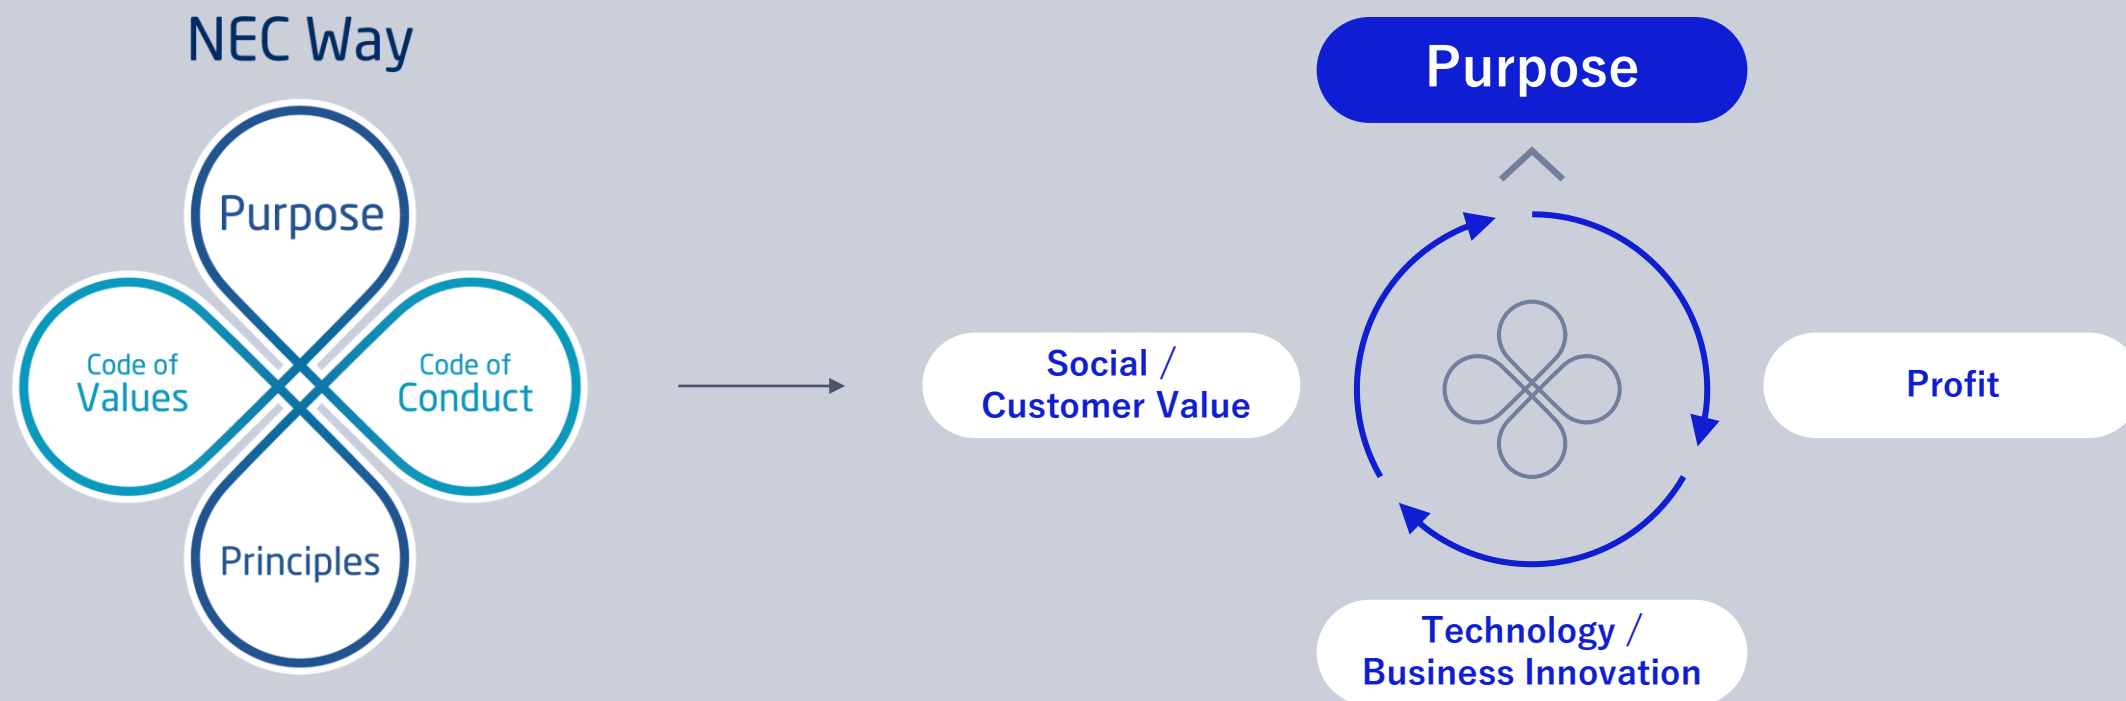 NEC Way
Purpose
Code of
Values
Code of
Conduct
Principles
Purpose
Social /
Customer Value
Profit
Technology /
Business Innovation